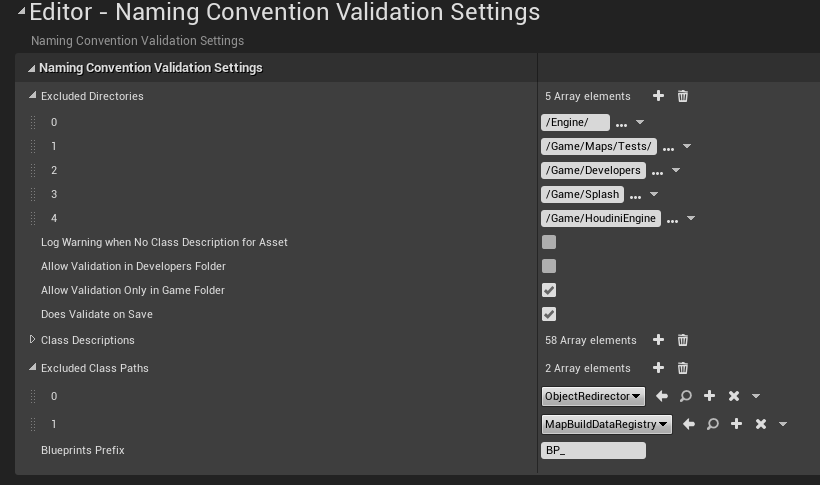 Editor - Naming Convention Validation Settings
Naming Convention Validation Settings
Naming Convention Validation Settings
Excluded Directories 5 Array elements
0 /Engine/ ...
1 /Game/Maps/Tests/ ...
2 /Game/Developers ...
3 /Game/Splash ...
4 /Game/HoudiniEngine ...
Log Warning when No Class Description for Asset
Allow Validation in Developers Folder
Allow Validation Only in Game Folder
Does Validate on Save
Class Descriptions 58 Array elements
Excluded Class Paths 2 Array elements
0 ObjectRedirector
1 MapBuildDataRegistry
Blueprints Prefix BP_